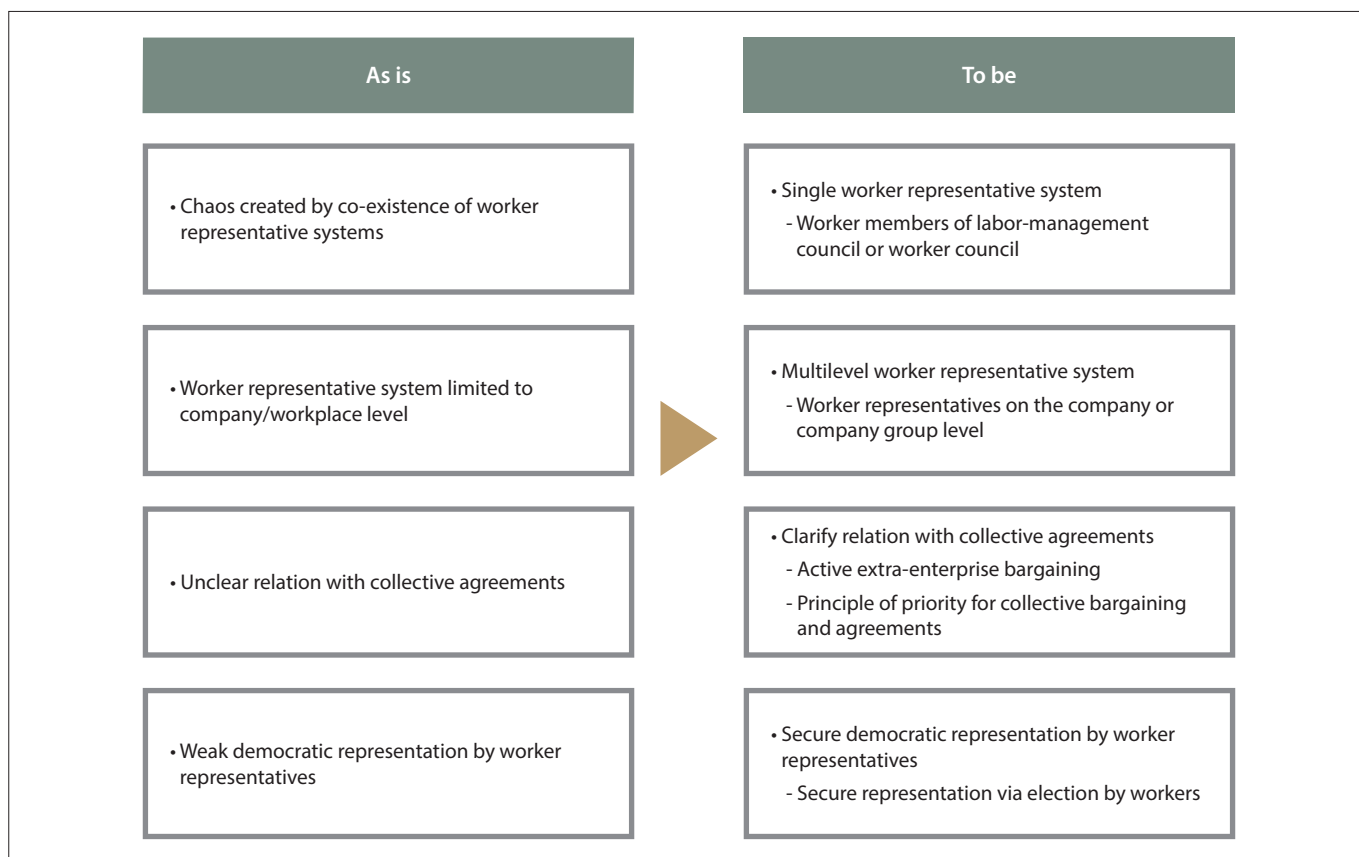 As is
To be
• Chaos created by co-existence of worker
representative systems
• Single worker representative system
- Worker members of labor-management
council or worker council
• Worker representative system limited to
company/workplace level
• Multilevel worker representative system
- Worker representatives on the company or
company group level
• Unclear relation with collective agreements
• Clarify relation with collective agreements
- Active extra-enterprise bargaining
- Principle of priority for collective bargaining
and agreements
• Weak democratic representation by worker
representatives
• Secure democratic representation by worker
representatives
- Secure representation via election by workers